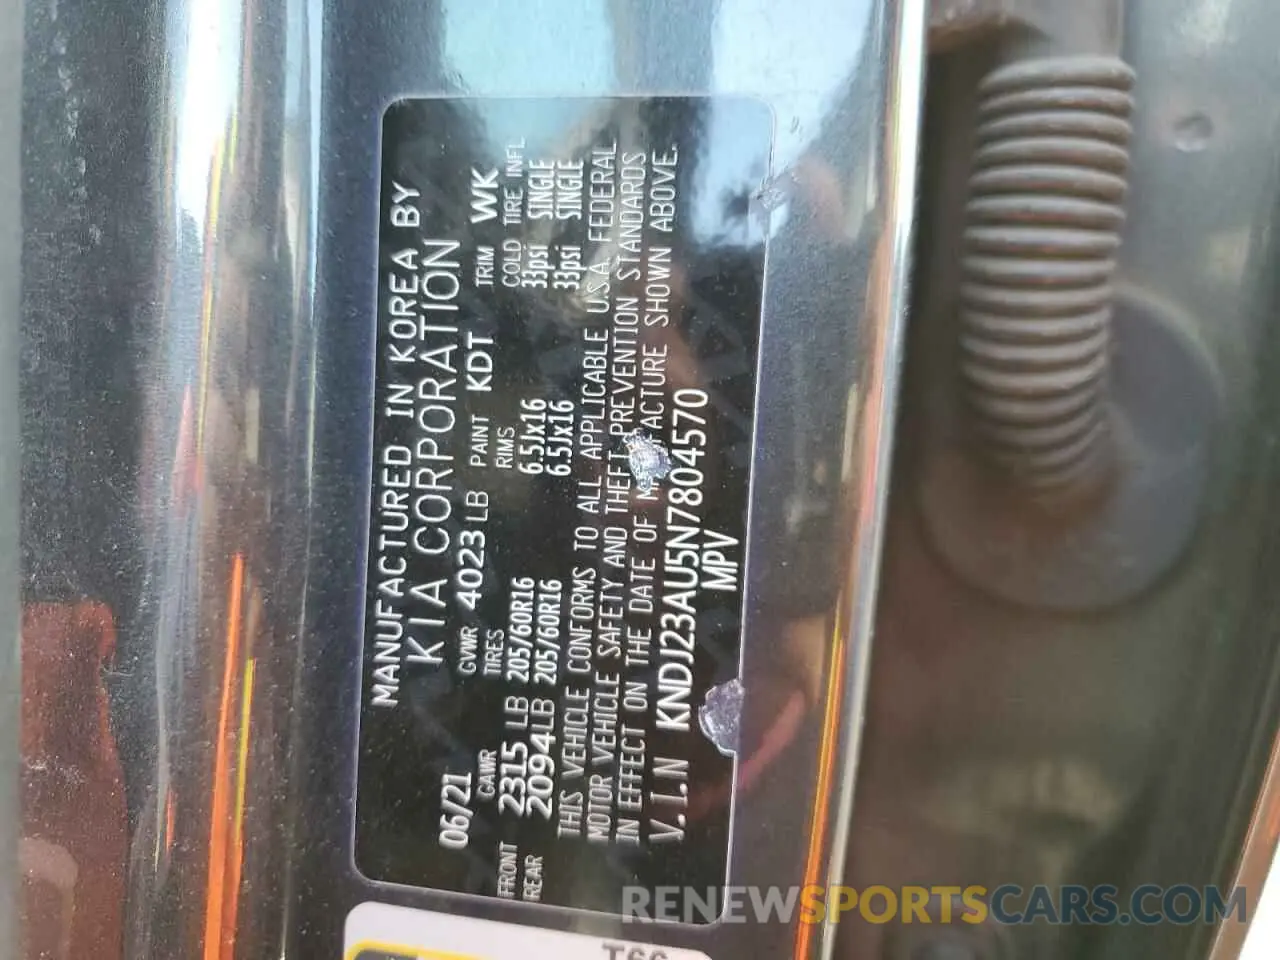 MANUFACTURED IN KOREA BY
KIA CORPORATION
06/21 GVWR 4023 LB PAINT KDT TRIM WK
GAWR TIRES RIMS COLD TIRE INFL
FRONT 2315 LB 205/60R16 6.5Jx16 33psi SINGLE
REAR 2094LB 205/60R16 6.5Jx16 33psi SINGLE
THIS VEHICLE CONFORMS TO ALL APPLICABLE U.S.A. FEDERAL
MOTOR VEHICLE SAFETY AND THEFT PREVENTION STANDARDS
IN EFFECT ON THE DATE OF M ACTURE SHOWN ABOVE.
V.I.N KNDJ23AU5N7804570
MPV
RENEWSPORTSCARS.COM